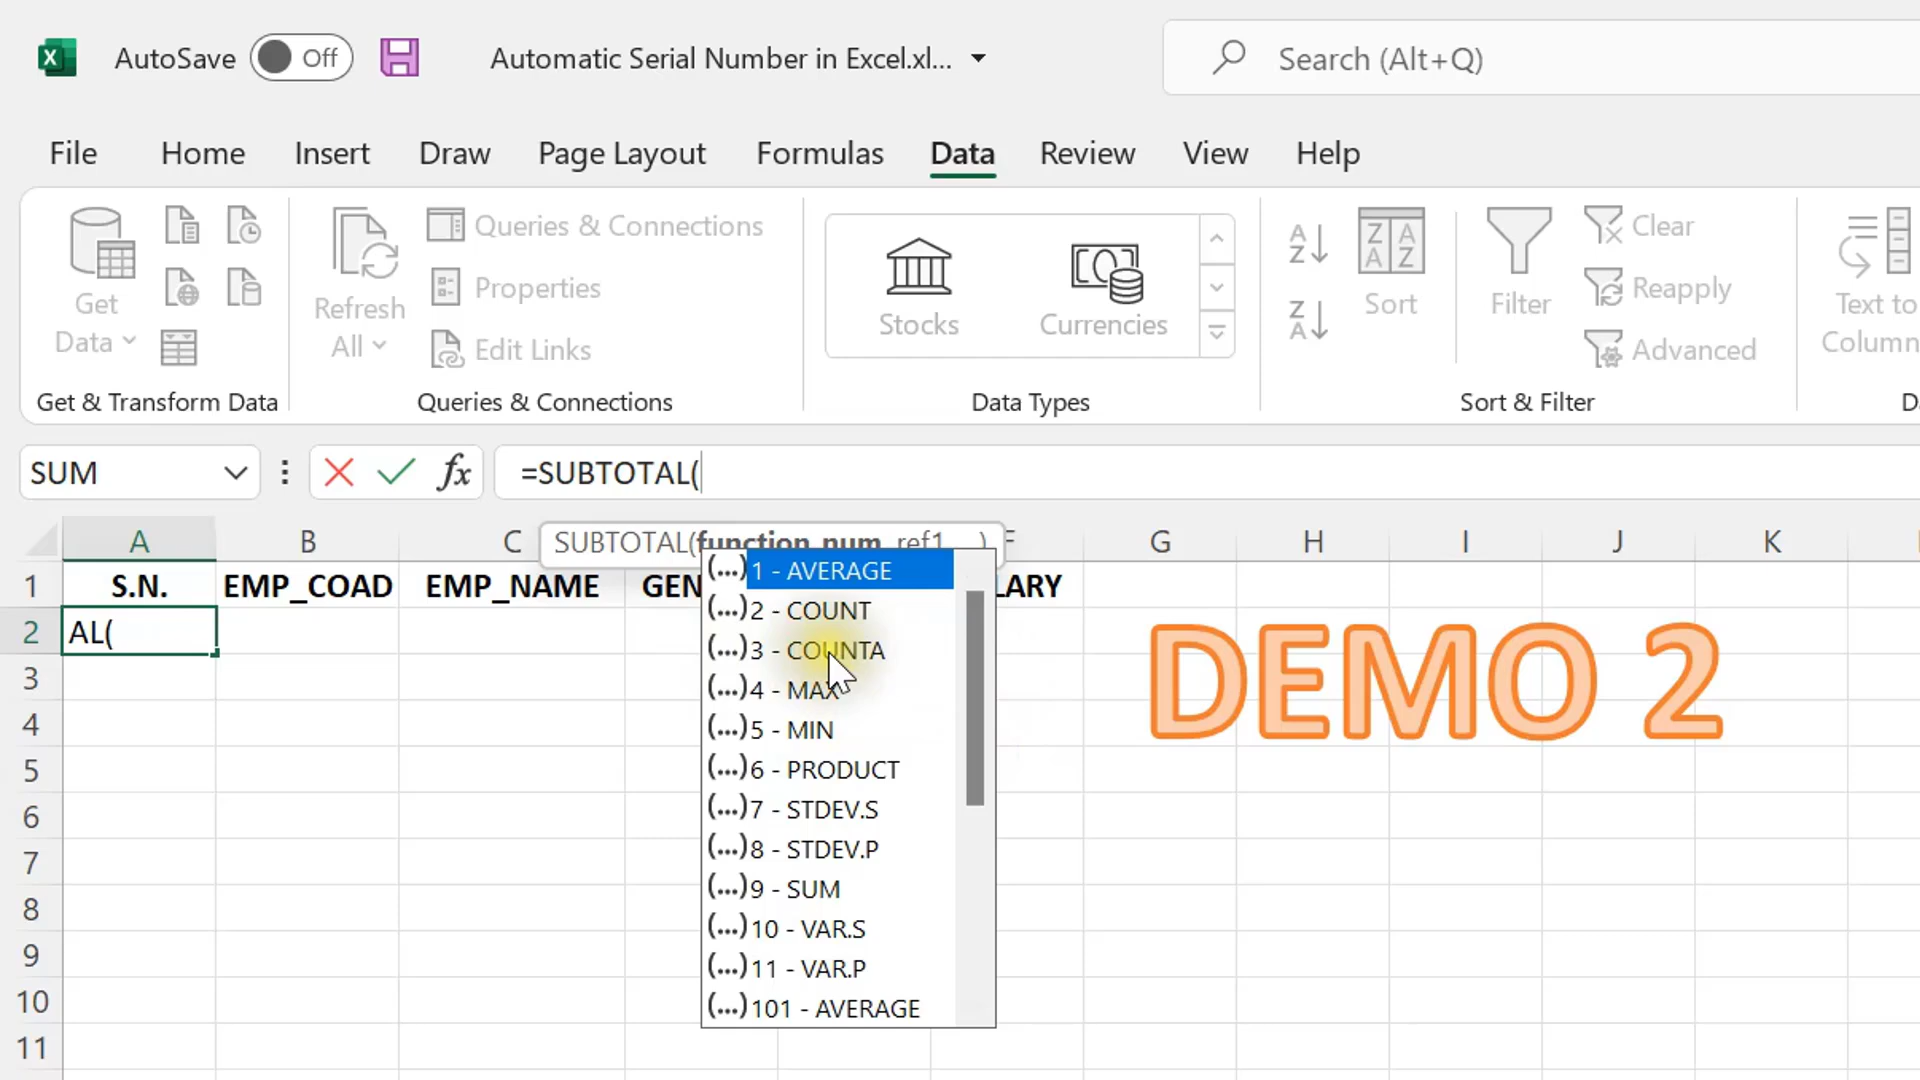 AutoSave Off Automatic Serial Number in Excel.xl... Search (Alt+Q)
File Home Insert Draw Page Layout Formulas Data Review View Help
Get Data
Refresh All
Queries & Connections
Properties
Edit Links
Stocks Currencies
A Z
Z A
Z A A Z
Sort
Filter
Clear
Reapply
Advanced
Text to
Column
Get & Transform Data Queries & Connections Data Types Sort & Filter
SUM fx =SUBTOTAL(
A B C F G H I J K
SUBTOTAL(function_num, ref1, ...)
1 S.N. EMP_COAD EMP_NAME GEN LARY
2 AL(
3
4
5
6
7
8
9
10
11
(...) 1 - AVERAGE
(...) 2 - COUNT
(...) 3 - COUNTA
(...) 4 - MAX
(...) 5 - MIN
(...) 6 - PRODUCT
(...) 7 - STDEV.S
(...) 8 - STDEV.P
(...) 9 - SUM
(...) 10 - VAR.S
(...) 11 - VAR.P
(...) 101 - AVERAGE
DEMO 2